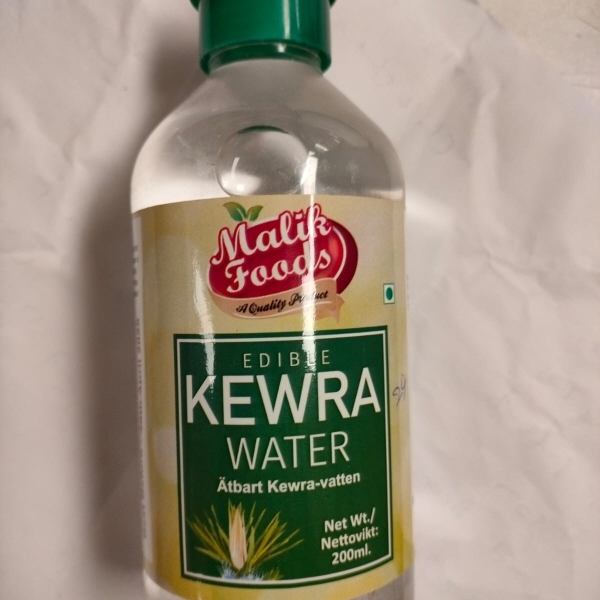 Malik
Foods
A Quality Product
EDIBLE
KEWRA
WATER
Ätbart Kewra-vatten
Net Wt./
Nettovikt:
200ml.